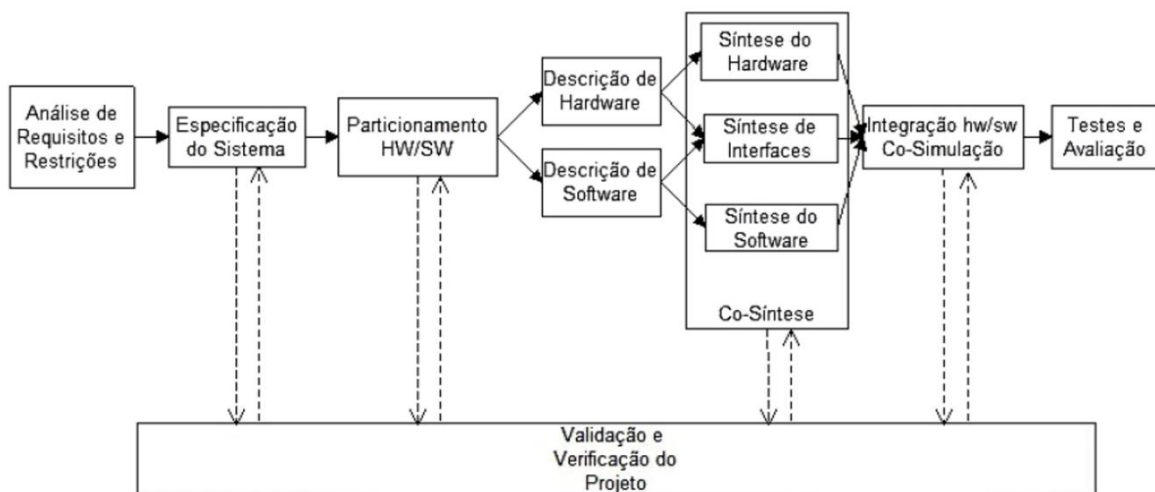 Análise de
Requisitos e
Restrições
Especificação
do Sistema
Particionamento
HW/SW
Descrição de
Hardware
Descrição de
Software
Síntese do
Hardware
Síntese de
Interfaces
Síntese do
Software
Co-Síntese
Integração hw/sw
Co-Simulação
Testes e
Avaliação
Validação e
Verificação do
Projeto